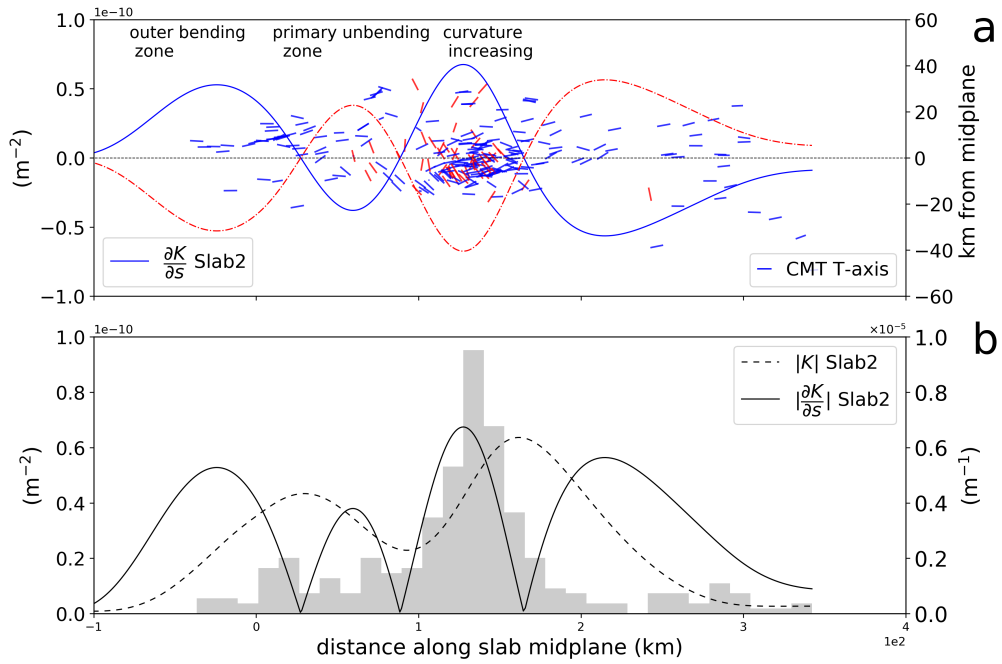 1e−10
a
outer bending primary unbending curvature
zone zone increasing
1.0
0.5
0.0
−0.5
−1.0
(m⁻²)
60
40
20
0
−20
−40
−60
km from midplane
∂K/∂s Slab2
CMT T-axis
1e−10
×10⁻⁵
b
1.0
0.8
0.6
0.4
0.2
0.0
(m⁻²)
|K| Slab2
|∂K/∂s| Slab2
1.0
0.8
0.6
0.4
0.2
0.0
(m⁻¹)
−1 0 1 2 3 4
1e2
distance along slab midplane (km)